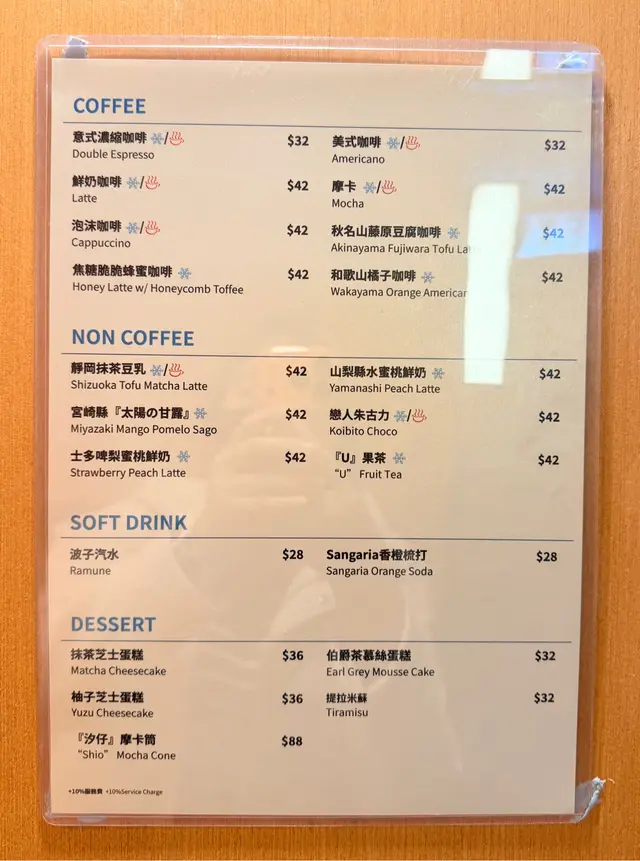 COFFEE
意式濃縮咖啡 ❄/♨ $32
Double Espresso
美式咖啡 ❄/♨ $32
Americano
鮮奶咖啡 ❄/♨ $42
Latte
摩卡 ❄/♨ $42
Mocha
泡沫咖啡 ❄/♨ $42
Cappuccino
秋名山藤原豆腐咖啡 ❄ $42
Akinayama Fujiwara Tofu
焦糖脆脆蜂蜜咖啡 ❄ $42
Honey Latte w/ Honeycomb Toffee
和歌山橘子咖啡 ❄ $42
Wakayama Orange
NON COFFEE
靜岡抹茶豆乳 ❄/♨ $42
Shizuoka Tofu Matcha Latte
山梨縣水蜜桃鮮奶 ❄ $42
Yamanashi Peach Latte
宮崎縣『太陽の甘露』❄ $42
Miyazaki Mango Pomelo Sago
戀人朱古力 ❄/♨ $42
Koibito Choco
士多啤梨蜜桃鮮奶 ❄ $42
Strawberry Peach Latte
『U』果茶 ❄ $42
“U” Fruit Tea
SOFT DRINK
波子汽水 $28
Ramune
Sangaria香橙梳打 $28
Sangaria Orange Soda
DESSERT
抹茶芝士蛋糕 $36
Matcha Cheesecake
伯爵茶慕絲蛋糕 $32
Earl Grey Mousse Cake
柚子芝士蛋糕 $36
Yuzu Cheesecake
提拉米蘇 $32
Tiramisu
『汐仔』摩卡筒 $88
“Shio” Mocha Cone
+10%服務費 +10%Service Charge